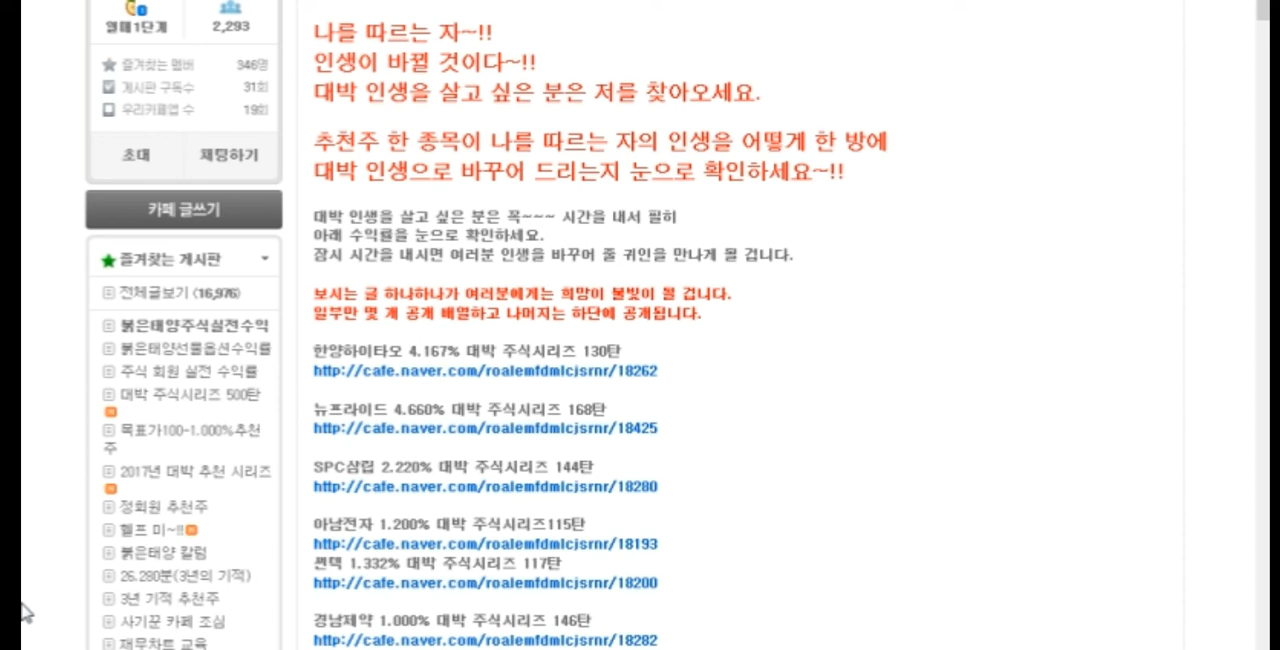 열매1단계
2,293
즐겨찾는 멤버 346명
게시판 구독수 31회
우리카페앱 수 19회
초대 채팅하기
카페 글쓰기
즐겨찾는 게시판
전체글보기 (16,976)
붉은태양주식실전수익
붉은태양선물옵션수익률
주식 회원 실전 수익률
대박 주식시리즈 500탄
목표가100-1.000%추천
주
2017년 대박 추천 시리즈
정회원 추천주
헬프 미~!!
붉은태양 칼럼
26.280분(3년의 기적)
3년 기적 추천주
사기꾼 카페 조심
재무차트 교육
나를 따르는 자~!!
인생이 바뀔 것이다~!!
대박 인생을 살고 싶은 분은 저를 찾아오세요.
추천주 한 종목이 나를 따르는 자의 인생을 어떻게 한 방에
대박 인생으로 바꾸어 드리는지 눈으로 확인하세요~!!
대박 인생을 살고 싶은 분은 꼭~~~ 시간을 내서 필히
아래 수익률을 눈으로 확인하세요.
잠시 시간을 내시면 여러분 인생을 바꾸어 줄 귀인을 만나게 될 겁니다.
보시는 글 하나하나가 여러분에게는 희망이 불빛이 될 겁니다.
일부만 몇 개 공개 배열하고 나머지는 하단에 공개됩니다.
한양하이타오 4.167% 대박 주식시리즈 130탄
http://cafe.naver.com/roalemfdmlcjsrnr/18262
뉴프라이드 4.660% 대박 주식시리즈 168탄
http://cafe.naver.com/roalemfdmlcjsrnr/18425
SPC삼립 2.220% 대박 주식시리즈 144탄
http://cafe.naver.com/roalemfdmlcjsrnr/18280
아남전자 1.200% 대박 주식시리즈115탄
http://cafe.naver.com/roalemfdmlcjsrnr/18193
쎈텍 1.332% 대박 주식시리즈 117탄
http://cafe.naver.com/roalemfdmlcjsrnr/18200
경남제약 1.000% 대박 주식시리즈 146탄
http://cafe.naver.com/roalemfdmlcjsrnr/18282